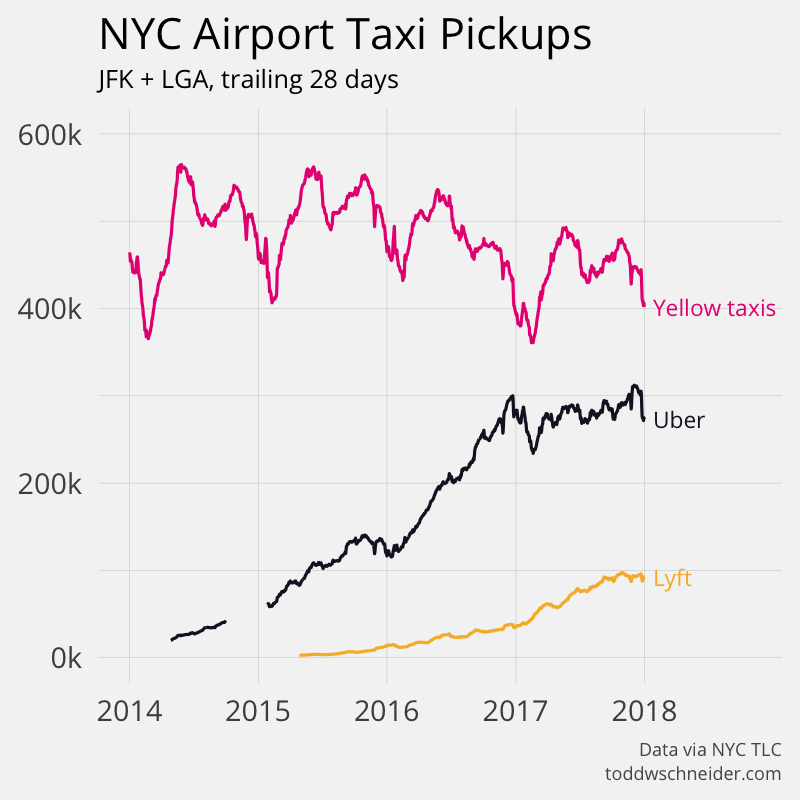 NYC Airport Taxi Pickups
JFK + LGA, trailing 28 days
600k
400k
Yellow taxis
Uber
200k
Lyft
0k
2014 2015 2016 2017 2018
Data via NYC TLC
toddwschneider.com